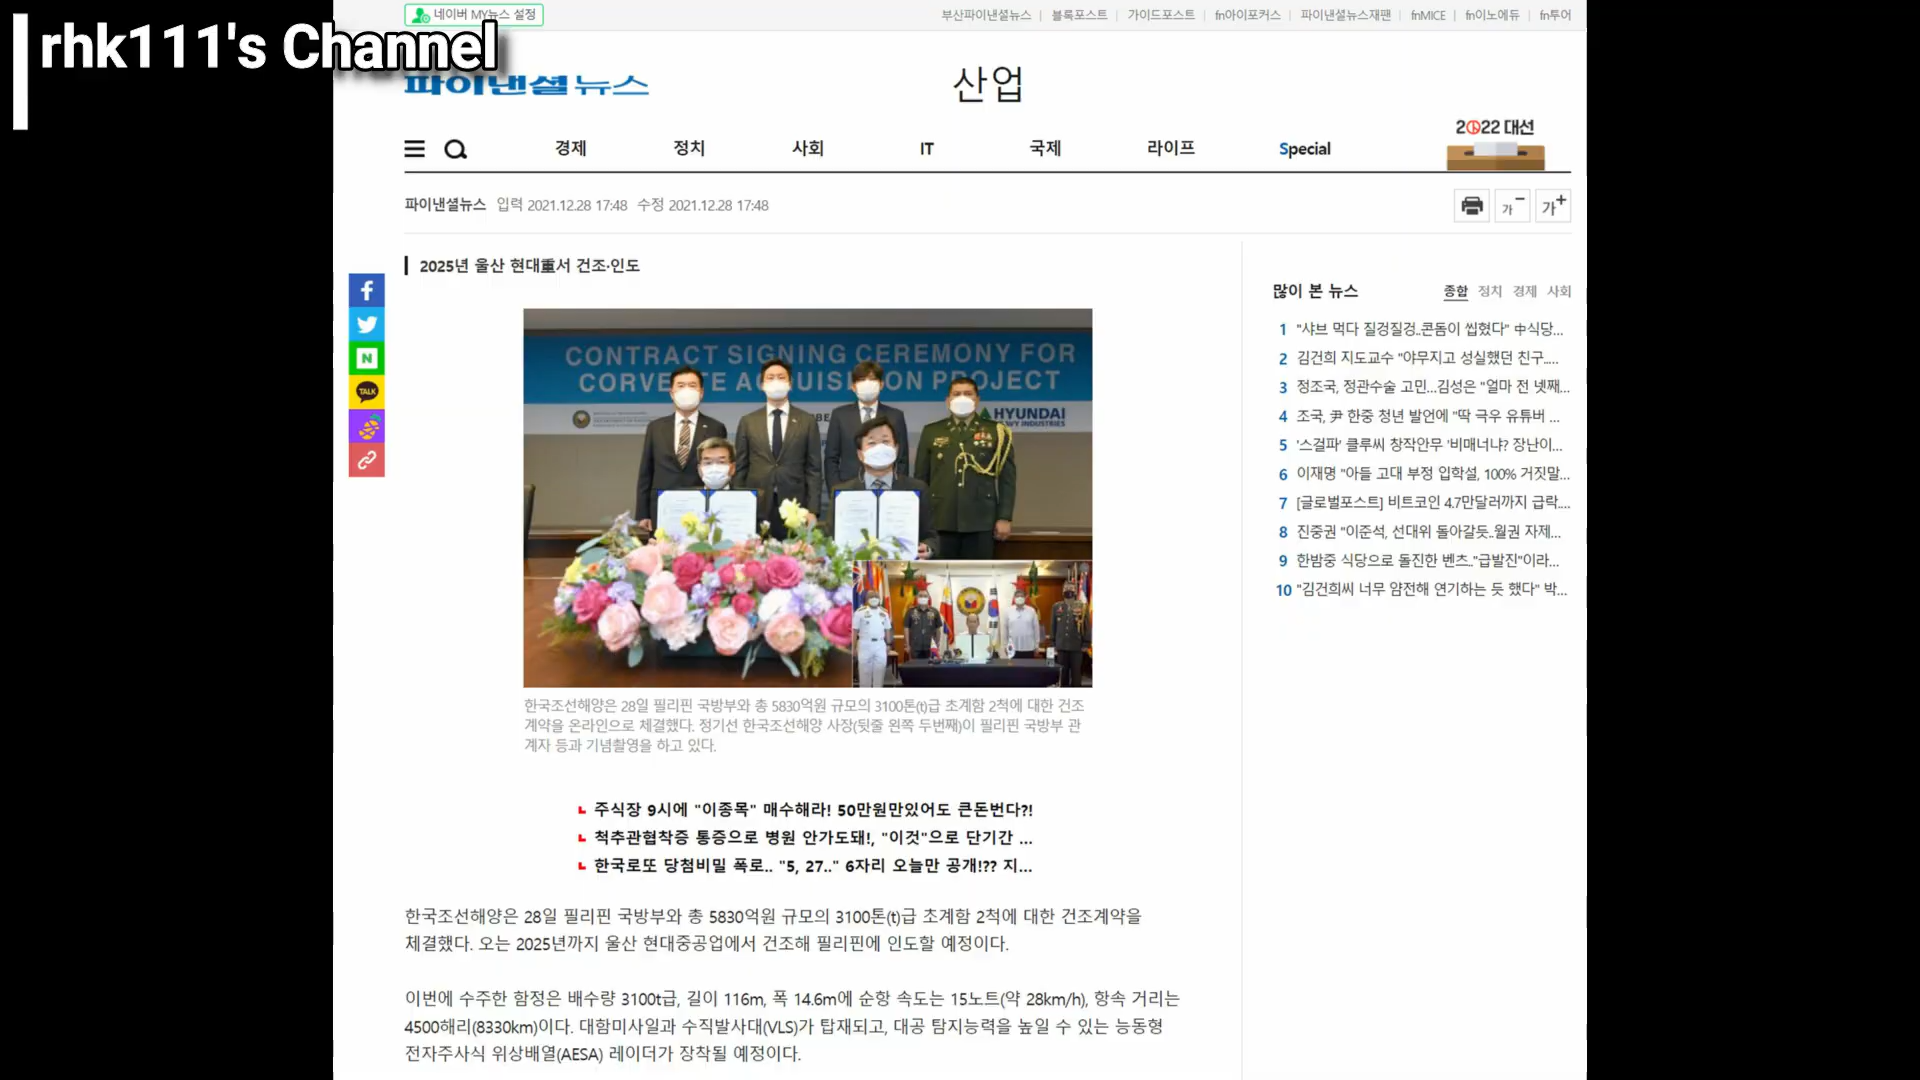 네이버 MY뉴스 설정
부산파이낸셜뉴스 | 블록포스트 | 가이드포스트 | fn아이포커스 | 파이낸셜뉴스재팬 | fnMICE | fn이노에듀 | fn투어
rhk111's Channel
파이낸셜뉴스
산업
2022 대선
경제 정치 사회 IT 국제 라이프 Special
파이낸셜뉴스 입력 2021.12.28 17:48 수정 2021.12.28 17:48
가- 가+
2025년 울산 현대重서 건조·인도
CONTRACT SIGNING CEREMONY FOR
CORVETTE ACQUISITION PROJECT
HYUNDAI
HEAVY INDUSTRIES
N
TALK
한국조선해양은 28일 필리핀 국방부와 총 5830억원 규모의 3100톤(t)급 초계함 2척에 대한 건조
계약을 온라인으로 체결했다. 정기선 한국조선해양 사장(뒷줄 왼쪽 두번째)이 필리핀 국방부 관
계자 등과 기념촬영을 하고 있다.
주식장 9시에 "이종목" 매수해라! 50만원만있어도 큰돈번다?!
척추관협착증 통증으로 병원 안가도돼!, "이것"으로 단기간 ...
한국로또 당첨비밀 폭로.. "5, 27.." 6자리 오늘만 공개!?? 지...
한국조선해양은 28일 필리핀 국방부와 총 5830억원 규모의 3100톤(t)급 초계함 2척에 대한 건조계약을
체결했다. 오는 2025년까지 울산 현대중공업에서 건조해 필리핀에 인도할 예정이다.
이번에 수주한 함정은 배수량 3100t급, 길이 116m, 폭 14.6m에 순항 속도는 15노트(약 28km/h), 항속 거리는
4500해리(8330km)이다. 대함미사일과 수직발사대(VLS)가 탑재되고, 대공 탐지능력을 높일 수 있는 능동형
전자주사식 위상배열(AESA) 레이더가 장착될 예정이다.
많이 본 뉴스 종합 정치 경제 사회
1 "샤브 먹다 질겅질겅..콘돔이 씹혔다" 中식당...
2 김건희 지도교수 "야무지고 성실했던 친구....
3 정조국, 정관수술 고민...김성은 "얼마 전 넷째...
4 조국, 尹 한중 청년 발언에 "딱 극우 유튜버 ...
5 '스걸파' 클루씨 창작안무 '비매너냐? 장난이...
6 이재명 "아들 고대 부정 입학설, 100% 거짓말...
7 [글로벌포스트] 비트코인 4.7만달러까지 급락....
8 진중권 "이준석, 선대위 돌아갈듯..월권 자제...
9 한밤중 식당으로 돌진한 벤츠.."급발진"이라...
10 "김건희씨 너무 얌전해 연기하는 듯 했다" 박...